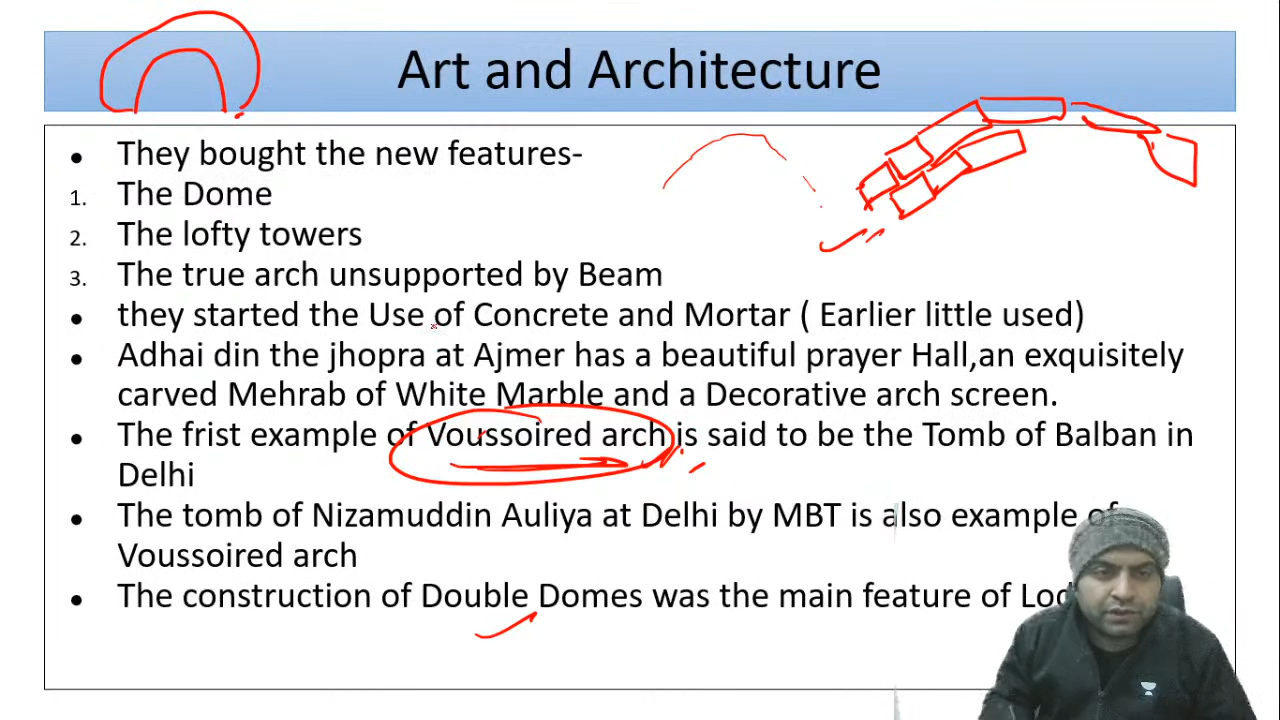 Art and Architecture
• They bought the new features-
1. The Dome
2. The lofty towers
3. The true arch unsupported by Beam
• they started the Use of Concrete and Mortar ( Earlier little used)
• Adhai din the jhopra at Ajmer has a beautiful prayer Hall,an exquisitely
carved Mehrab of White Marble and a Decorative arch screen.
• The frist example of Voussoired arch is said to be the Tomb of Balban in
Delhi
• The tomb of Nizamuddin Auliya at Delhi by MBT is also example of
Voussoired arch
• The construction of Double Domes was the main feature of